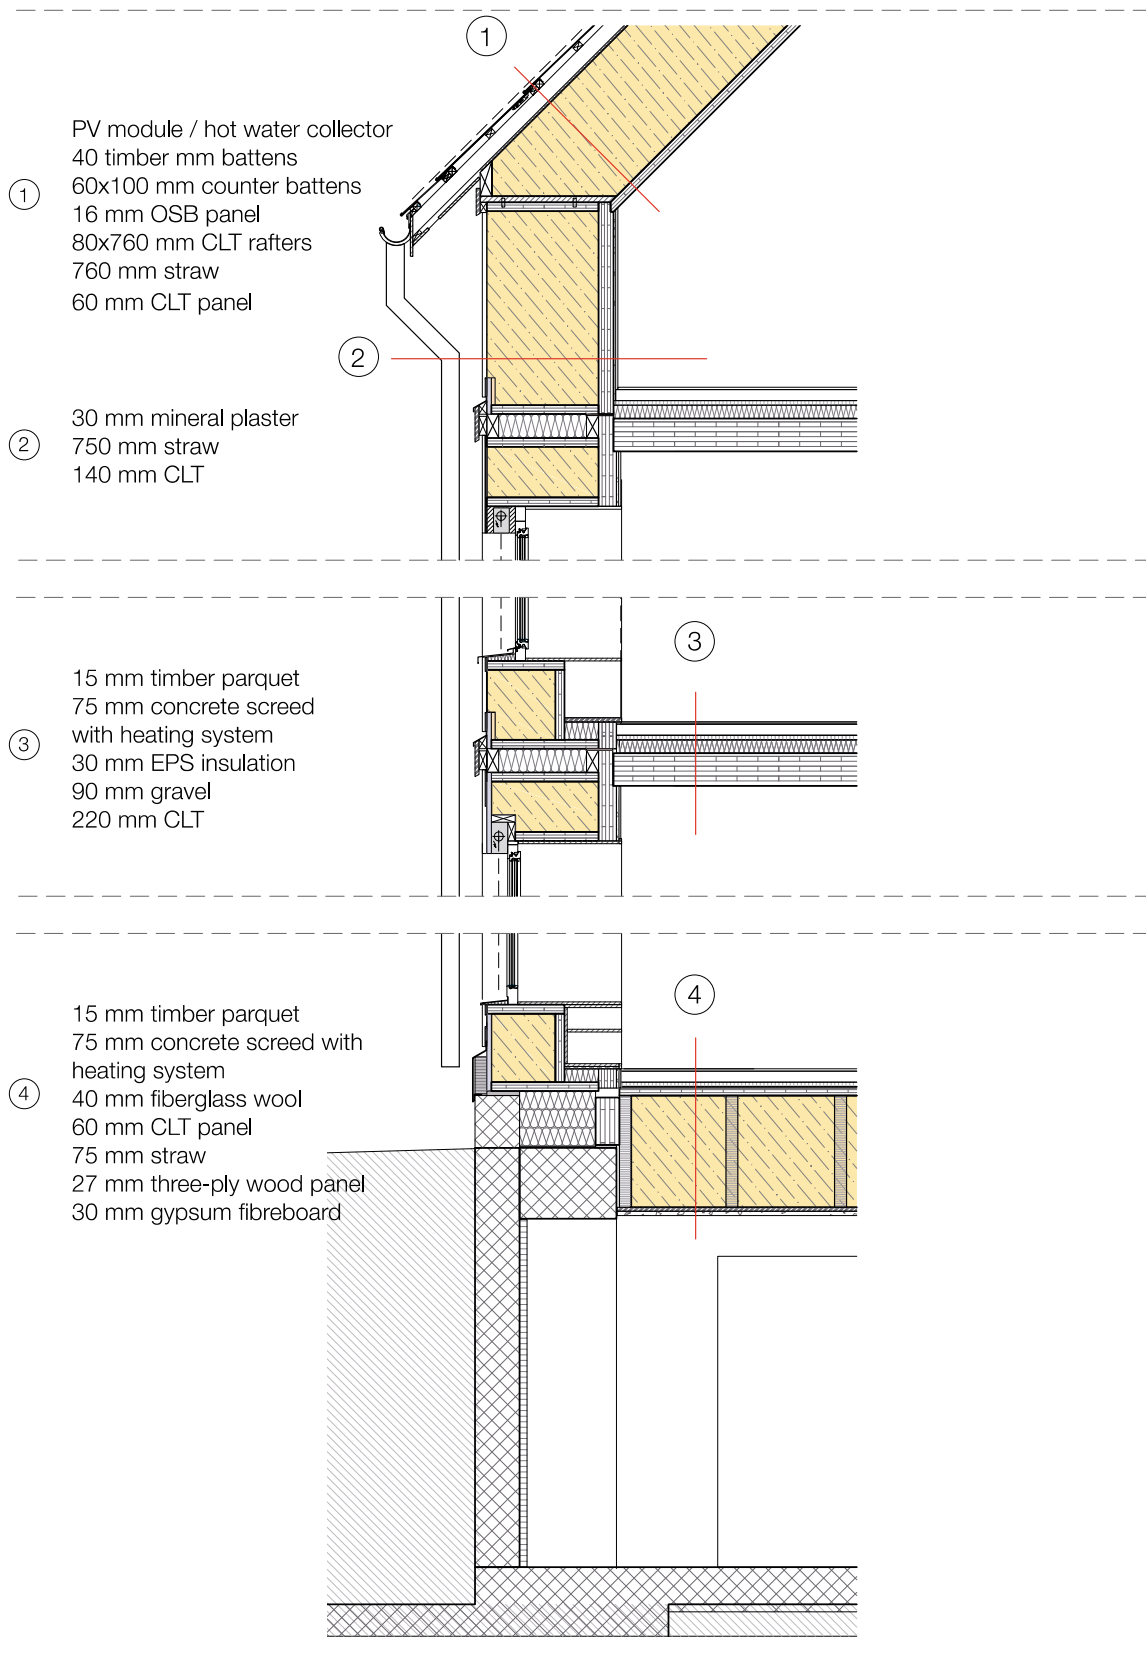 1
PV module / hot water collector
40 timber mm battens
1
60x100 mm counter battens
16 mm OSB panel
80x760 mm CLT rafters
760 mm straw
60 mm CLT panel
2
30 mm mineral plaster
2
750 mm straw
140 mm CLT
3
15 mm timber parquet
75 mm concrete screed
with heating system
3
30 mm EPS insulation
90 mm gravel
220 mm CLT
4
15 mm timber parquet
75 mm concrete screed with
heating system
4
40 mm fiberglass wool
60 mm CLT panel
75 mm straw
27 mm three-ply wood panel
30 mm gypsum fibreboard